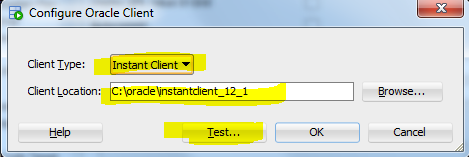 Configure Oracle Client
Client Type: Instant Client
Client Location: C:\oracle\instantclient_12_1 Browse...
Help Test... OK Cancel